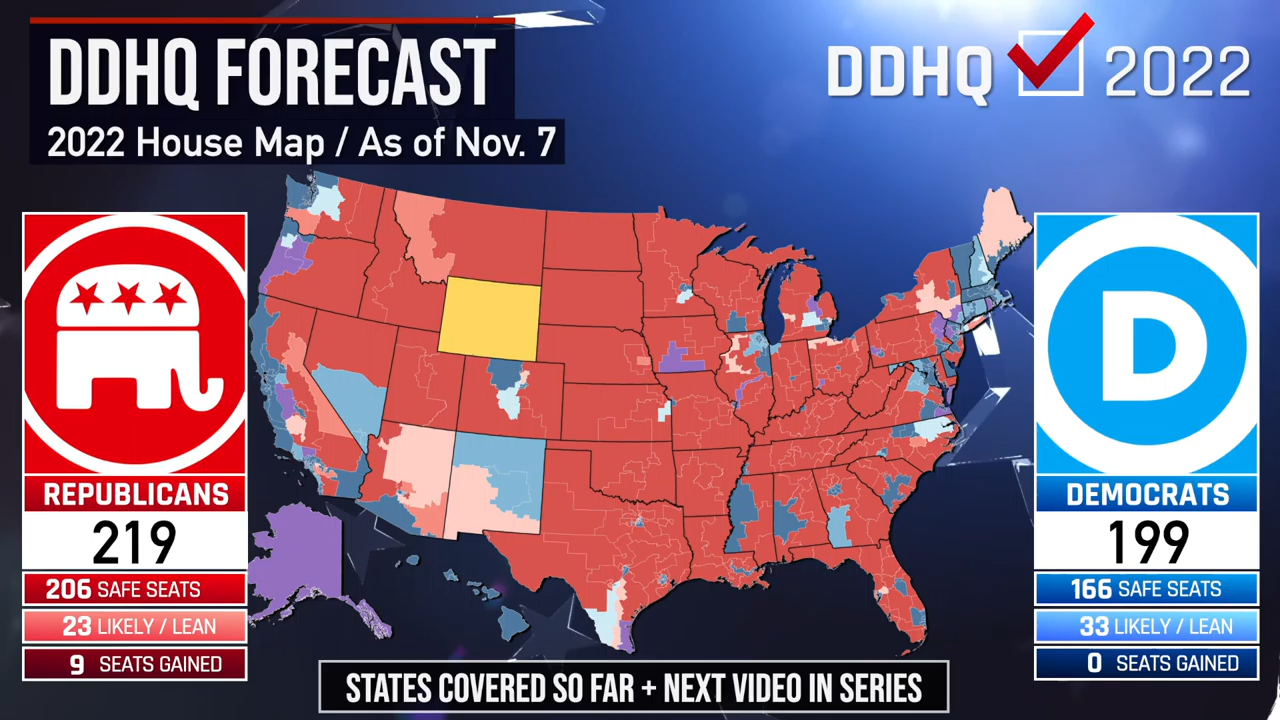 DDHQ FORECAST
2022 House Map / As of Nov. 7
DDHQ 2022
REPUBLICANS
219
206 SAFE SEATS
23 LIKELY / LEAN
9 SEATS GAINED
D
DEMOCRATS
199
166 SAFE SEATS
33 LIKELY / LEAN
0 SEATS GAINED
STATES COVERED SO FAR + NEXT VIDEO IN SERIES